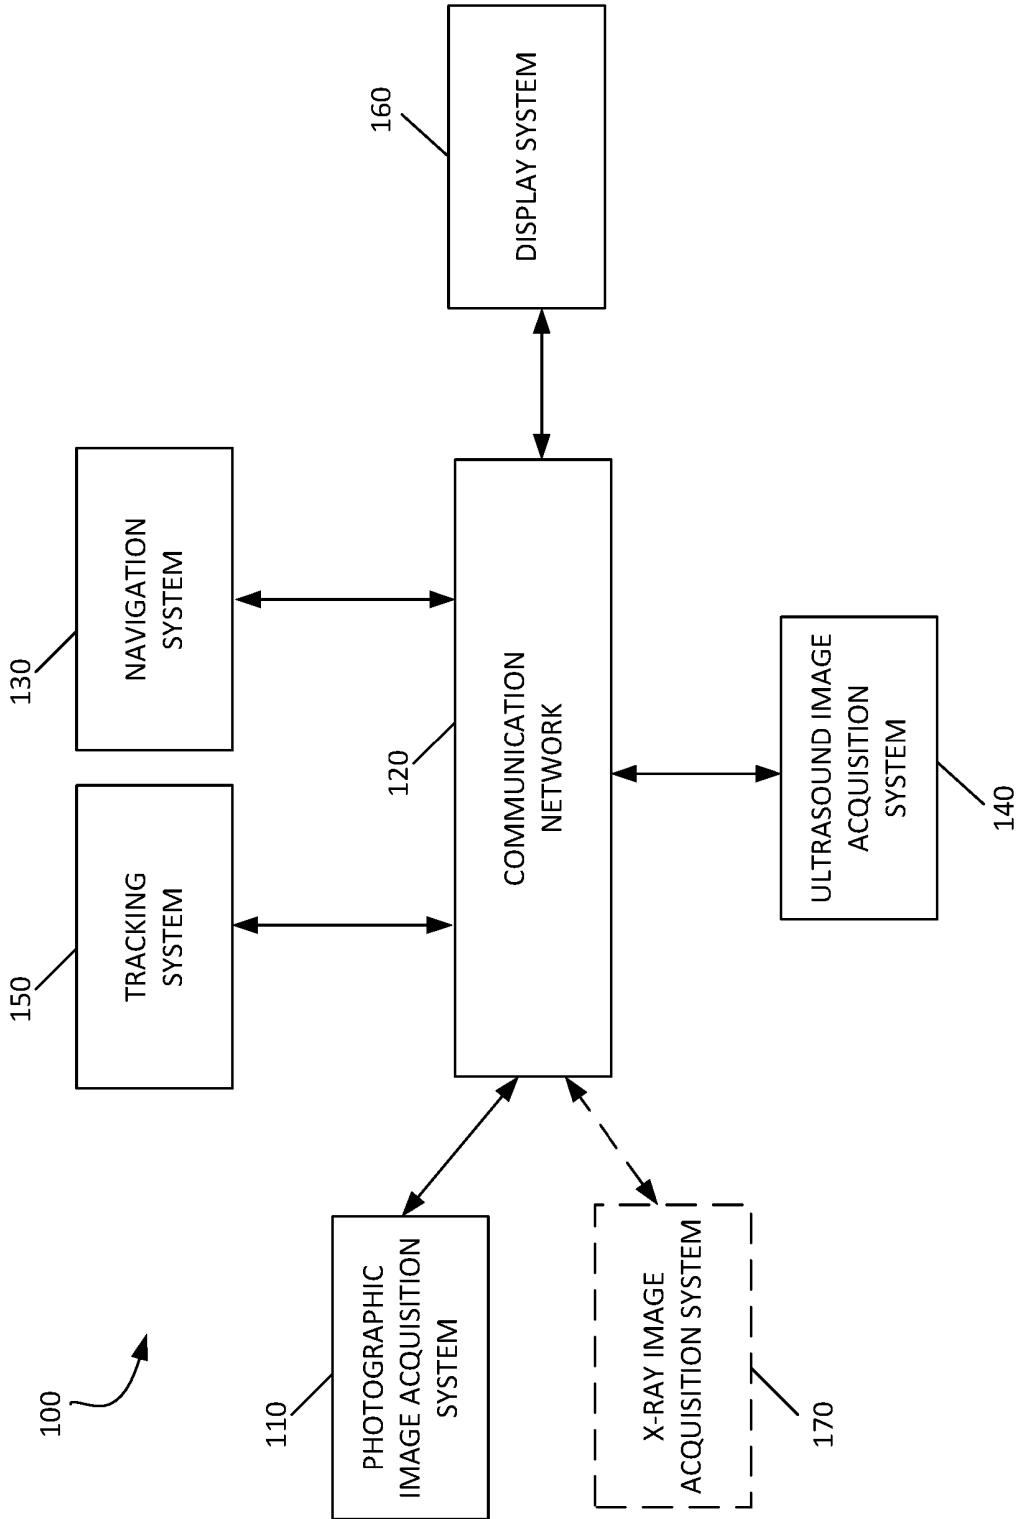 100
110
PHOTOGRAPHIC
IMAGE ACQUISITION
SYSTEM
X-RAY IMAGE
ACQUISITION SYSTEM
170
150
TRACKING
SYSTEM
130
NAVIGATION
SYSTEM
120
COMMUNICATION
NETWORK
ULTRASOUND IMAGE
ACQUISITION
SYSTEM
140
160
DISPLAY SYSTEM